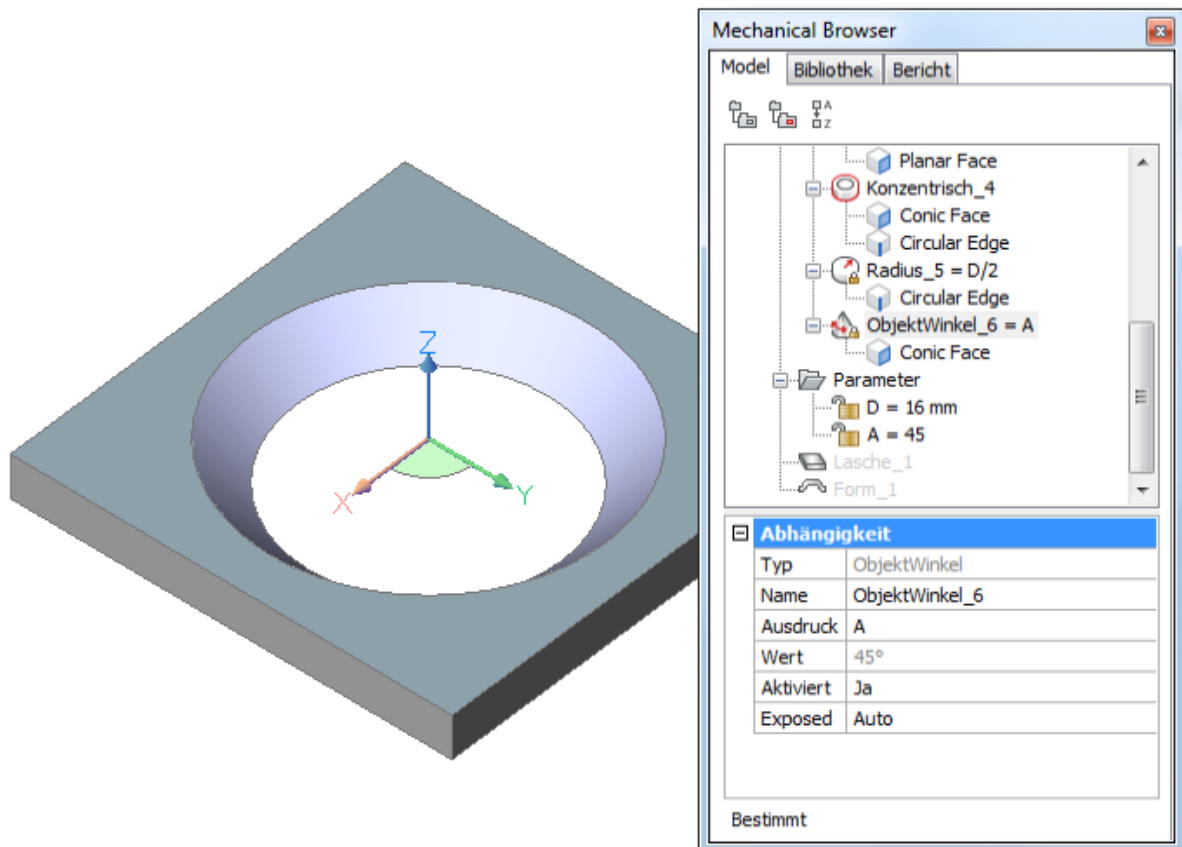 Mechanical Browser
Model Bibliothek Bericht
A
Z
Planar Face
Konzentrisch_4
Conic Face
Circular Edge
Radius_5 = D/2
Circular Edge
ObjektWinkel_6 = A
Conic Face
Parameter
D = 16 mm
A = 45
Lasche_1
Form_1
Abhängigkeit
Typ ObjektWinkel
Name ObjektWinkel_6
Ausdruck A
Wert 45°
Aktiviert Ja
Exposed Auto
Bestimmt
Z
X
Y